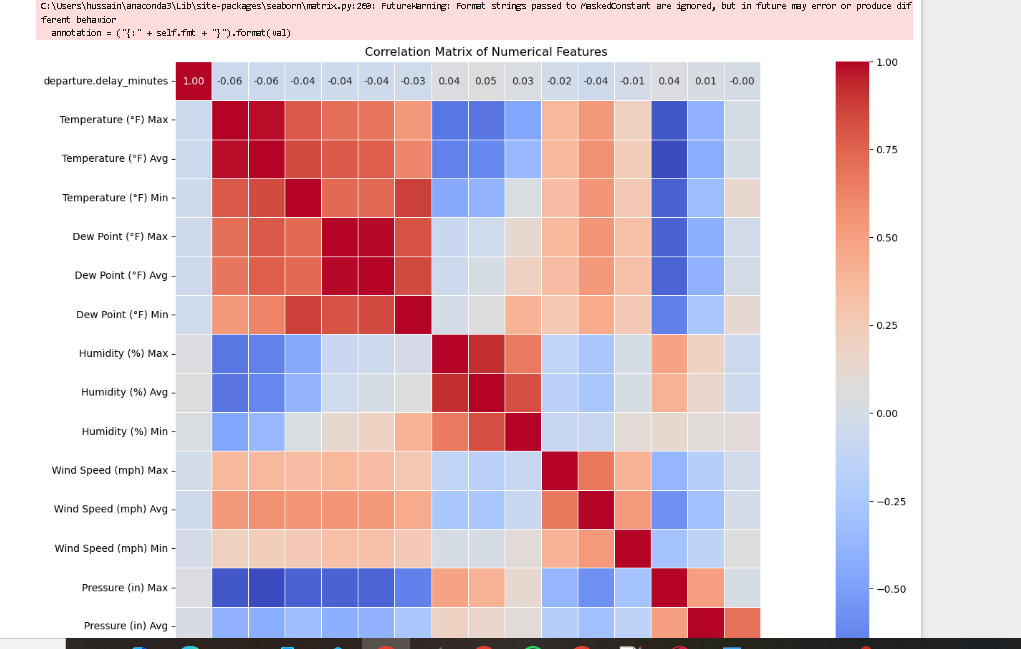 C:\Users\hussain\anaconda3\Lib\site-packages\seaborn\matrix.py:260: FutureWarning: Format strings passed to MaskedConstant are ignored, but in future may error or produce dif
ferent behavior
annotation = ("{:" + self.fmt + "}").format(val)
Correlation Matrix of Numerical Features
departure.delay_minutes 1.00 -0.06 -0.06 -0.04 -0.04 -0.04 -0.03 0.04 0.05 0.03 -0.02 -0.04 -0.01 0.04 0.01 -0.00
Temperature (°F) Max
Temperature (°F) Avg
Temperature (°F) Min
Dew Point (°F) Max
Dew Point (°F) Avg
Dew Point (°F) Min
Humidity (%) Max
Humidity (%) Avg
Humidity (%) Min
Wind Speed (mph) Max
Wind Speed (mph) Avg
Wind Speed (mph) Min
Pressure (in) Max
Pressure (in) Avg
1.00
0.75
0.50
0.25
0.00
−0.25
−0.50